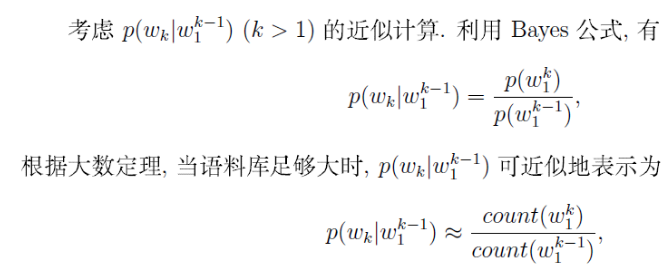 考虑 p(w_k|w_1^{k-1}) (k > 1) 的近似计算. 利用 Bayes 公式, 有
p(w_k|w_1^{k-1}) = \frac{p(w_1^k)}{p(w_1^{k-1})},
根据大数定理, 当语料库足够大时, p(w_k|w_1^{k-1}) 可近似地表示为
p(w_k|w_1^{k-1}) ≈ \frac{count(w_1^k)}{count(w_1^{k-1})},